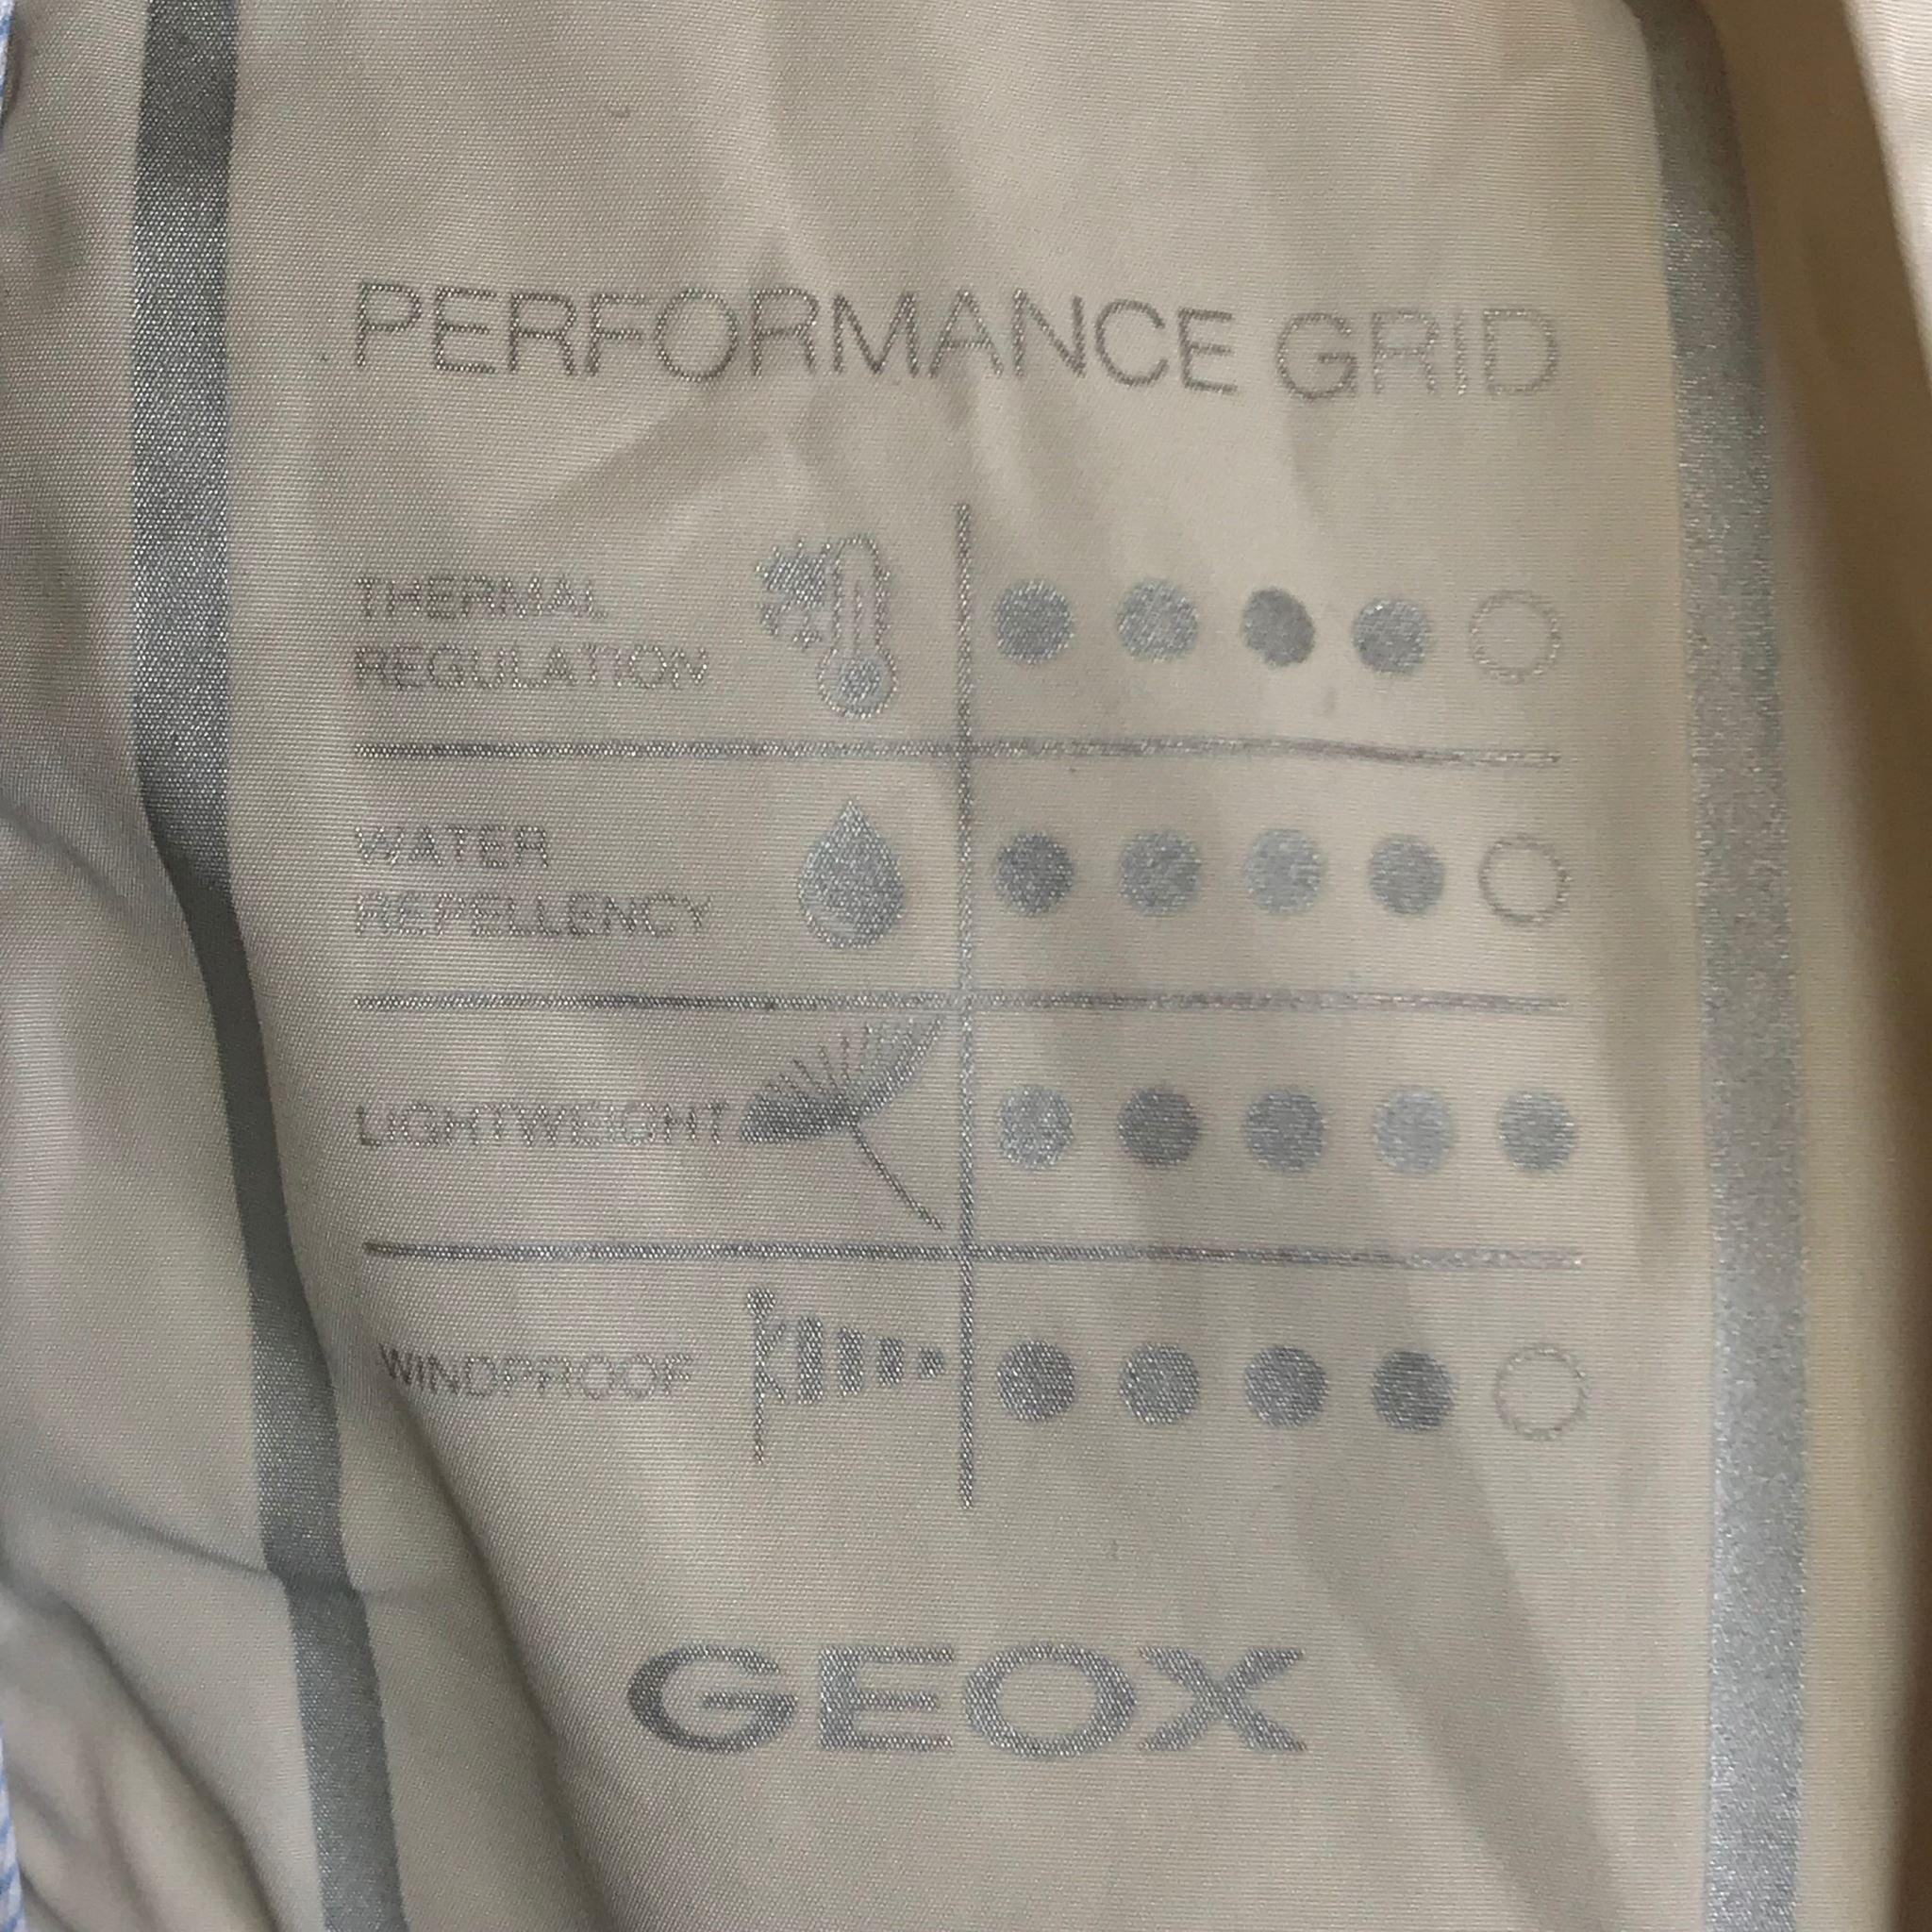 PERFORMANCE GRID
THERMAL
REGULATION
WATER
REPELLENCY
LIGHTWEIGHT
WINDPROOF
GEOX